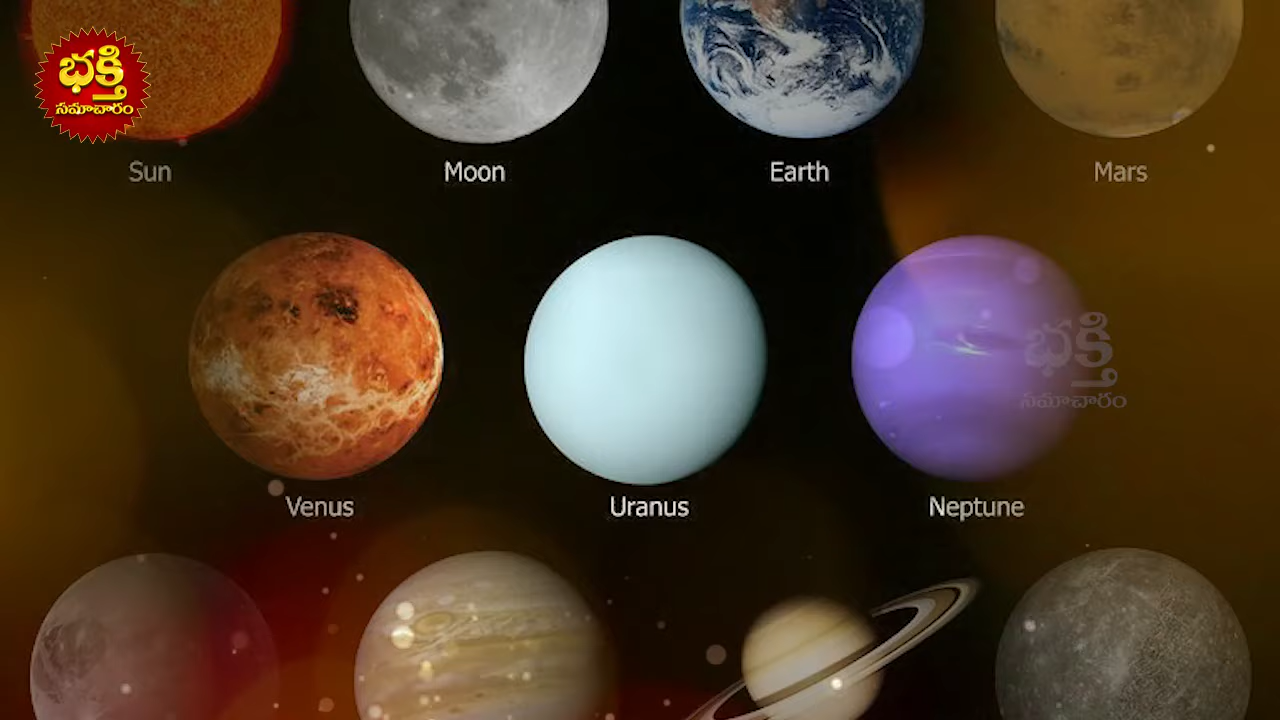 భక్తి
సమాచారం
Sun
Moon
Earth
Mars
భక్తి
సమాచారం
Venus
Uranus
Neptune